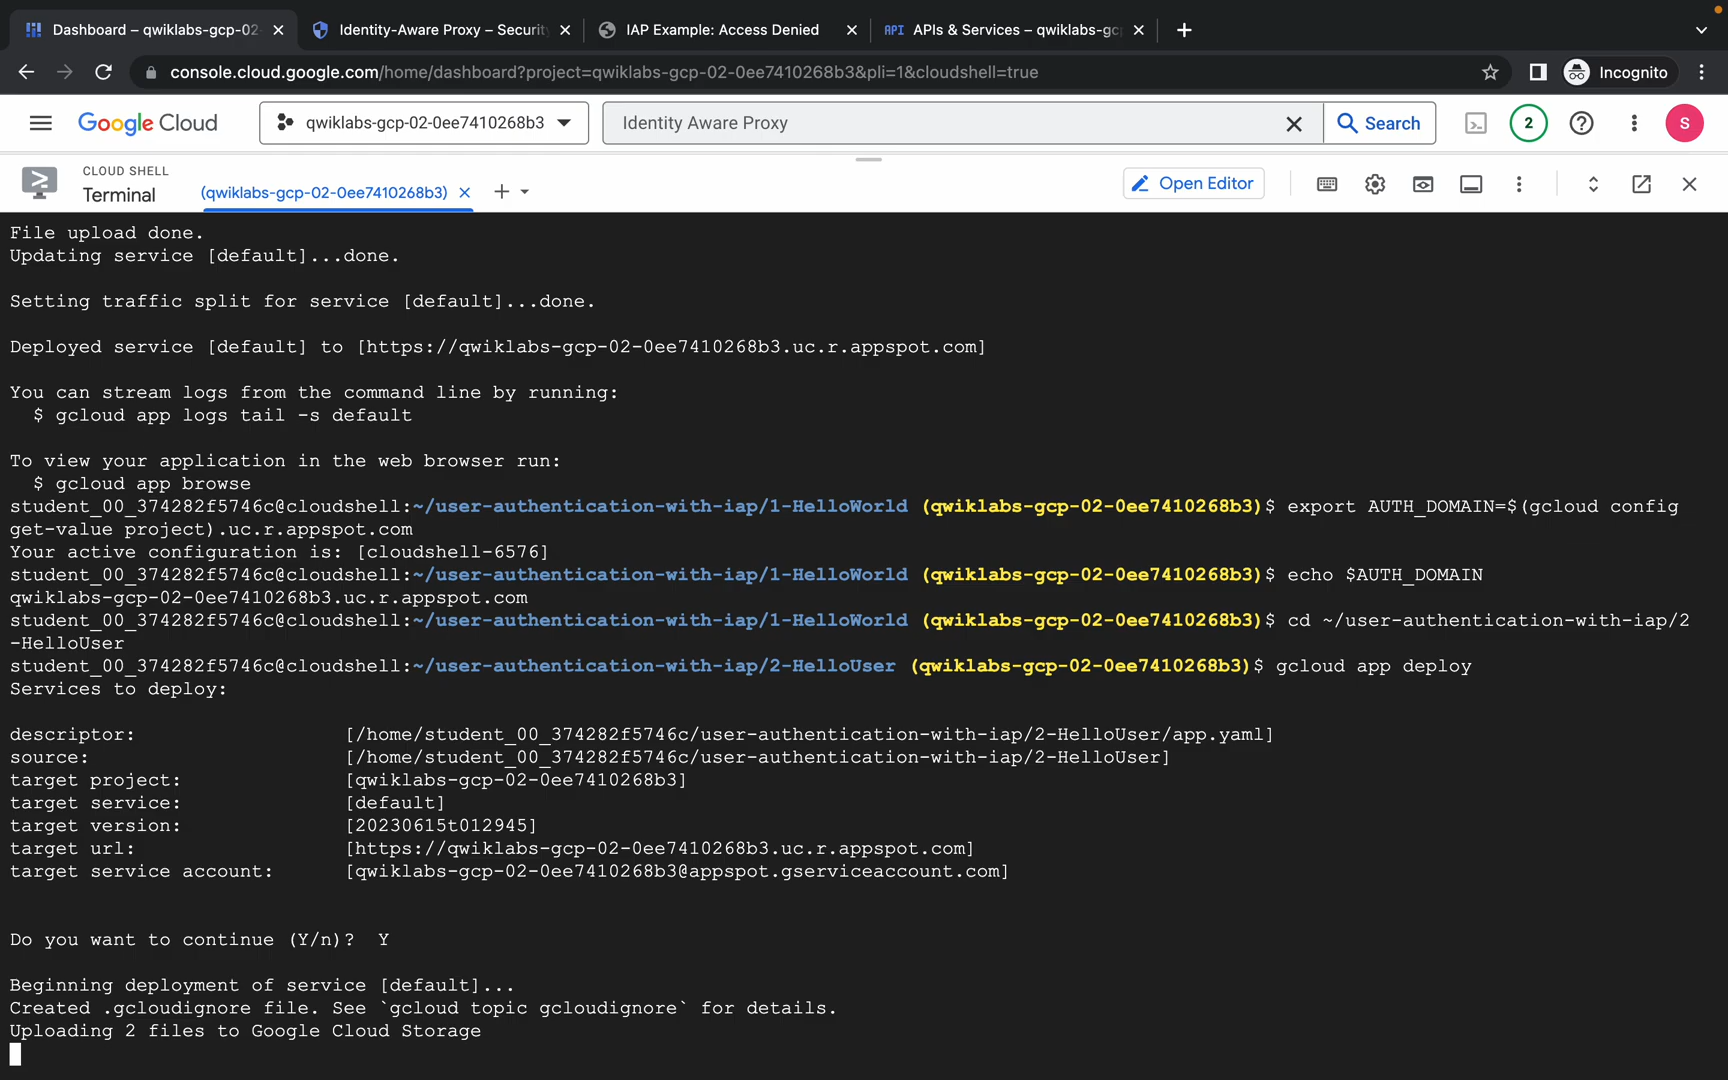 Dashboard – qwiklabs-gcp-02-
Identity-Aware Proxy – Security
IAP Example: Access Denied
API APIs & Services – qwiklabs-gc
console.cloud.google.com/home/dashboard?project=qwiklabs-gcp-02-0ee7410268b3&pli=1&cloudshell=true
Incognito
Google Cloud
qwiklabs-gcp-02-0ee7410268b3
Identity Aware Proxy
Search
2
S
CLOUD SHELL
Terminal
(qwiklabs-gcp-02-0ee7410268b3)
Open Editor
File upload done.
Updating service [default]...done.
Setting traffic split for service [default]...done.
Deployed service [default] to [https://qwiklabs-gcp-02-0ee7410268b3.uc.r.appspot.com]
You can stream logs from the command line by running:
$ gcloud app logs tail -s default
To view your application in the web browser run:
$ gcloud app browse
student_00_374282f5746c@cloudshell:~/user-authentication-with-iap/1-HelloWorld (qwiklabs-gcp-02-0ee7410268b3)$ export AUTH_DOMAIN=$(gcloud config
get-value project).uc.r.appspot.com
Your active configuration is: [cloudshell-6576]
student_00_374282f5746c@cloudshell:~/user-authentication-with-iap/1-HelloWorld (qwiklabs-gcp-02-0ee7410268b3)$ echo $AUTH_DOMAIN
qwiklabs-gcp-02-0ee7410268b3.uc.r.appspot.com
student_00_374282f5746c@cloudshell:~/user-authentication-with-iap/1-HelloWorld (qwiklabs-gcp-02-0ee7410268b3)$ cd ~/user-authentication-with-iap/2
-HelloUser
student_00_374282f5746c@cloudshell:~/user-authentication-with-iap/2-HelloUser (qwiklabs-gcp-02-0ee7410268b3)$ gcloud app deploy
Services to deploy:
descriptor: [/home/student_00_374282f5746c/user-authentication-with-iap/2-HelloUser/app.yaml]
source: [/home/student_00_374282f5746c/user-authentication-with-iap/2-HelloUser]
target project: [qwiklabs-gcp-02-0ee7410268b3]
target service: [default]
target version: [20230615t012945]
target url: [https://qwiklabs-gcp-02-0ee7410268b3.uc.r.appspot.com]
target service account: [qwiklabs-gcp-02-0ee7410268b3@appspot.gserviceaccount.com]
Do you want to continue (Y/n)? Y
Beginning deployment of service [default]...
Created .gcloudignore file. See `gcloud topic gcloudignore` for details.
Uploading 2 files to Google Cloud Storage